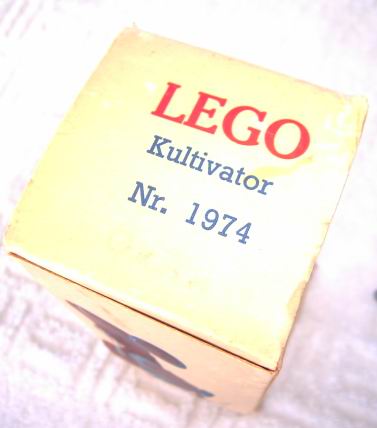 LEGO
Kultivator
Nr. 1974